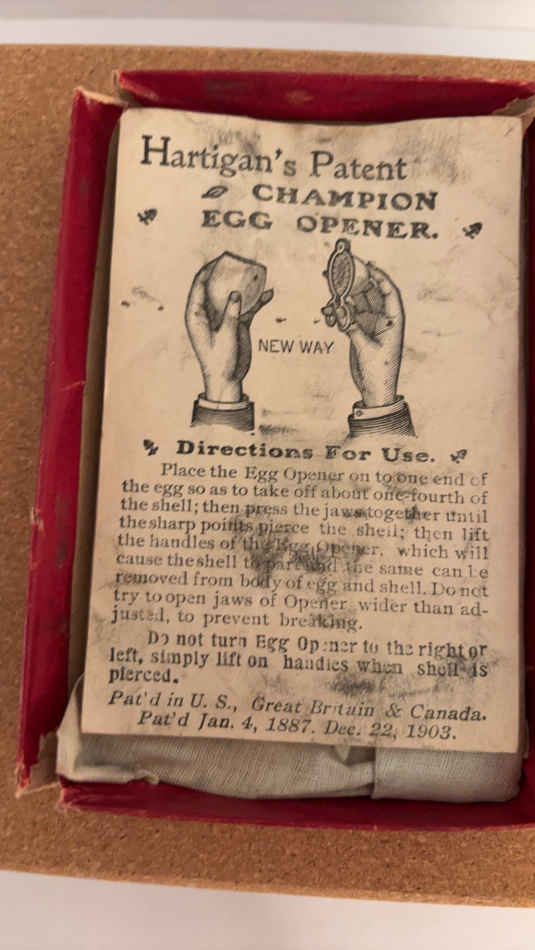 Hartigan's Patent
CHAMPION
EGG OPENER.
NEW WAY
Directions For Use.
Place the Egg Opener on to one end of
the egg so as to take off about one-fourth of
the shell; then press the jaws together until
the sharp points pierce the shell; then lift
the handles of the Egg Opener, which will
cause the shell to part and the same can be
removed from body of egg and shell. Do not
try to open jaws of Opener wider than ad-
justed, to prevent breaking.
Do not turn Egg Opener to the right or
left, simply lift on handles when shell is
pierced.
Pat'd in U. S., Great Britain & Canada.
Pat'd Jan. 4, 1887. Dec. 22, 1903.